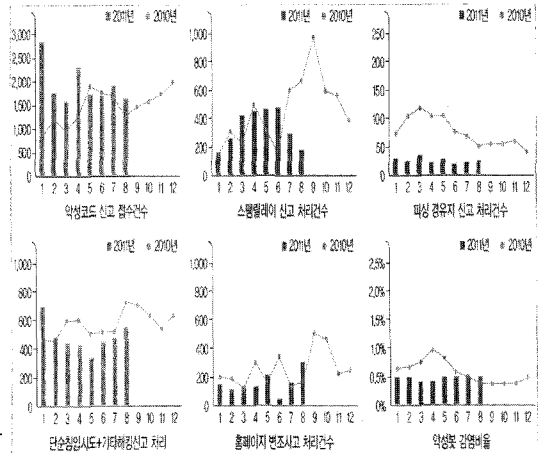 ■ 2011년 2010년
3,000
2,500
2,000
1,500
1,000
500
0
1 2 3 4 5 6 7 8 9 10 11 12
악성코드 신고 접수건수
■ 2011년 2010년
1,000
800
600
400
200
0
1 2 3 4 5 6 7 8 9 10 11 12
스팸릴레이 신고 처리건수
■ 2011년 2010년
250
200
150
100
50
0
1 2 3 4 5 6 7 8 9 10 11 12
피싱 경유지 신고 처리건수
■ 2011년 2010년
1,000
800
600
400
200
0
1 2 3 4 5 6 7 8 9 10 11 12
단순침입시도+기타해킹신고 처리
■ 2011년 2010년
1,000
800
600
400
200
0
1 2 3 4 5 6 7 8 9 10 11 12
홈페이지 변조사고 처리건수
■ 2011년 2010년
2.5%
2.0%
1.5%
1.0%
0.5%
0%
1 2 3 4 5 6 7 8 9 10 11 12
악성봇 감염비율